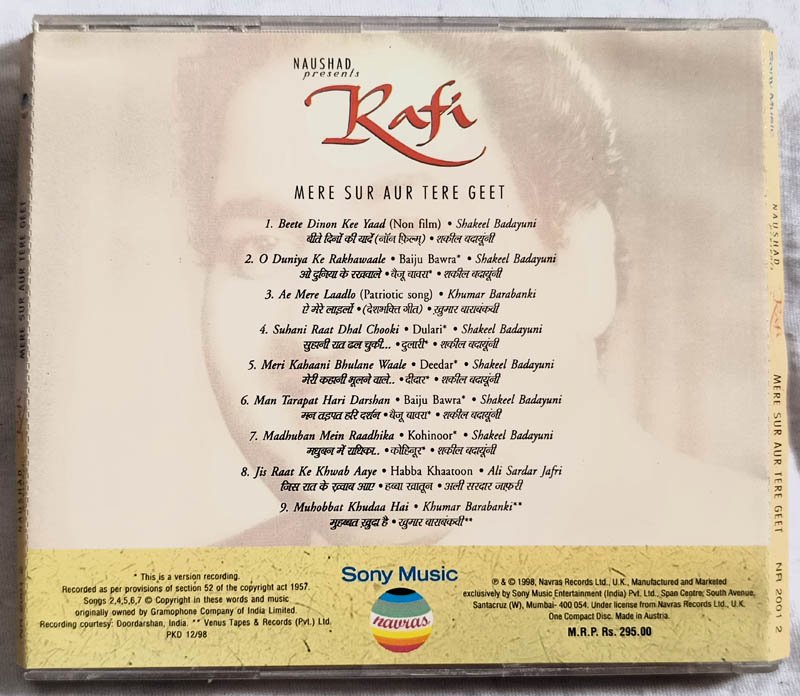 NAUSHAD
presents
Rafi
MERE SUR AUR TERE GEET
1. Beete Dinon Kee Yaad (Non film) • Shakeel Badayuni
बीते दिनों की यादें (नॉन फ़िल्म) • शकील बदायूंनी
2. O Duniya Ke Rakhawaale • Baiju Bawra* • Shakeel Badayuni
ओ दुनिया के रखवाले • बैजू बावरा* • शकील बदायूंनी
3. Ae Mere Laadlo (Patriotic song) • Khumar Barabanki
ऐ मेरे लाड़लों • (देशभक्ति गीत) • ख़ुमार बाराबंकवी
4. Suhani Raat Dhal Chooki • Dulari* • Shakeel Badayuni
सुहानी रात ढल चुकी... • दुलारी* • शकील बदायूंनी
5. Meri Kahaani Bhulane Waale • Deedar* • Shakeel Badayuni
मेरी कहानी भूलने वाले.. • दीदार* • शकील बदायूंनी
6. Man Tarapat Hari Darshan • Baiju Bawra* • Shakeel Badayuni
मन तड़पत हरि दर्शन • बैजू बावरा* • शकील बदायूंनी
7. Madhuban Mein Raadhika • Kohinoor* • Shakeel Badayuni
मधुबन में राधिका.. • कोहिनूर* • शकील बदायूंनी
8. Jis Raat Ke Khwab Aaye • Habba Khaatoon • Ali Sardar Jafri
जिस रात के ख़्वाब आए • हब्बा खातून • अली सरदार जाफ़री
9. Muhobbat Khudaa Hai • Khumar Barabanki**
मुहब्बत ख़ुदा है • ख़ुमार बाराबंकवी**
* This is a version recording.
Recorded as per provisions of section 52 of the copyright act 1957.
Songs 2,4,5,6,7 © Copyright in these words and music
originally owned by Gramophone Company of India Limited.
Recording courtesy: Doordarshan, India. ** Venus Tapes & Records (Pvt.) Ltd.
PKD 12/98
Sony Music
navras
℗ & © 1998, Navras Records Ltd., U.K., Manufactured and Marketed
exclusively by Sony Music Entertainment (India) Pvt. Ltd., Span Centre, South Avenue,
Santacruz (W), Mumbai- 400 054. Under license from Navras Records Ltd., U.K.
One Compact Disc. Made in Austria.
M.R.P. Rs. 295.00
Sony Music NAUSHAD presents Rafi MERE SUR AUR TERE GEET NR 2001 2
NAUSHAD MERE SUR AUR TERE GEET